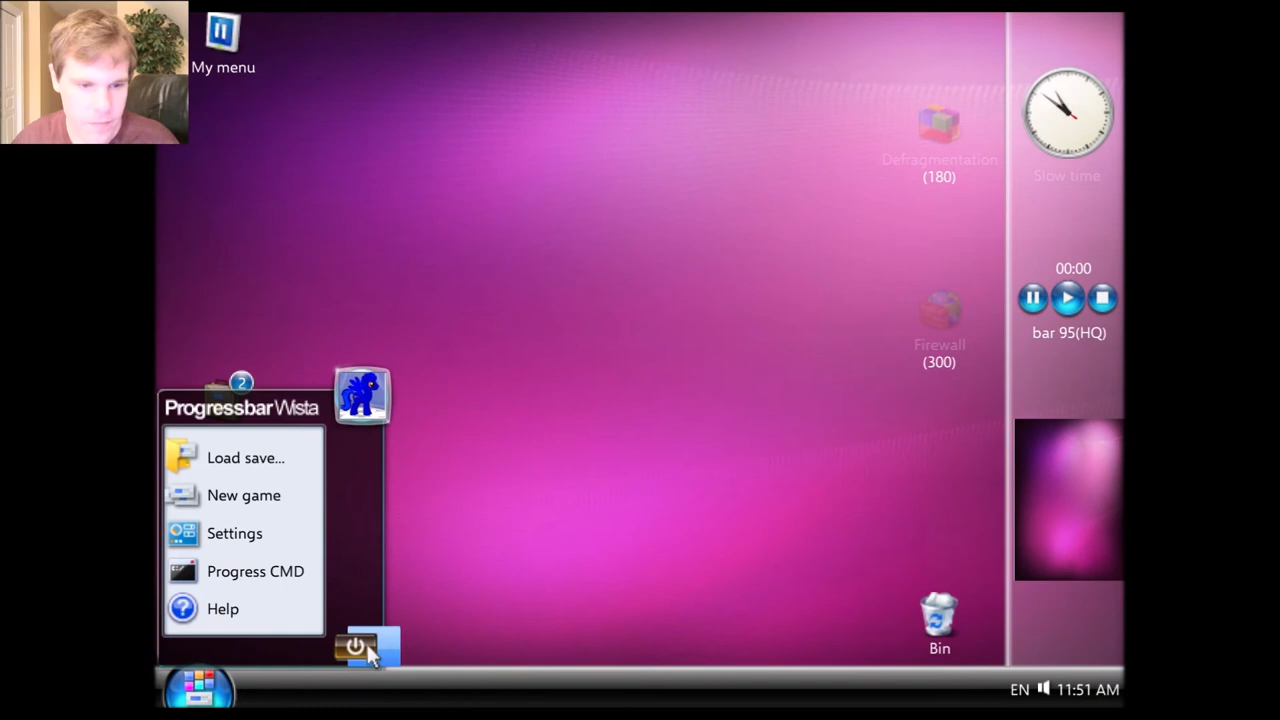 My menu
Defragmentation
(180)
Slow time
00:00
bar 95(HQ)
Firewall
(300)
2
Progressbar Wista
Load save...
New game
Settings
Progress CMD
Help
Bin
EN 11:51 AM